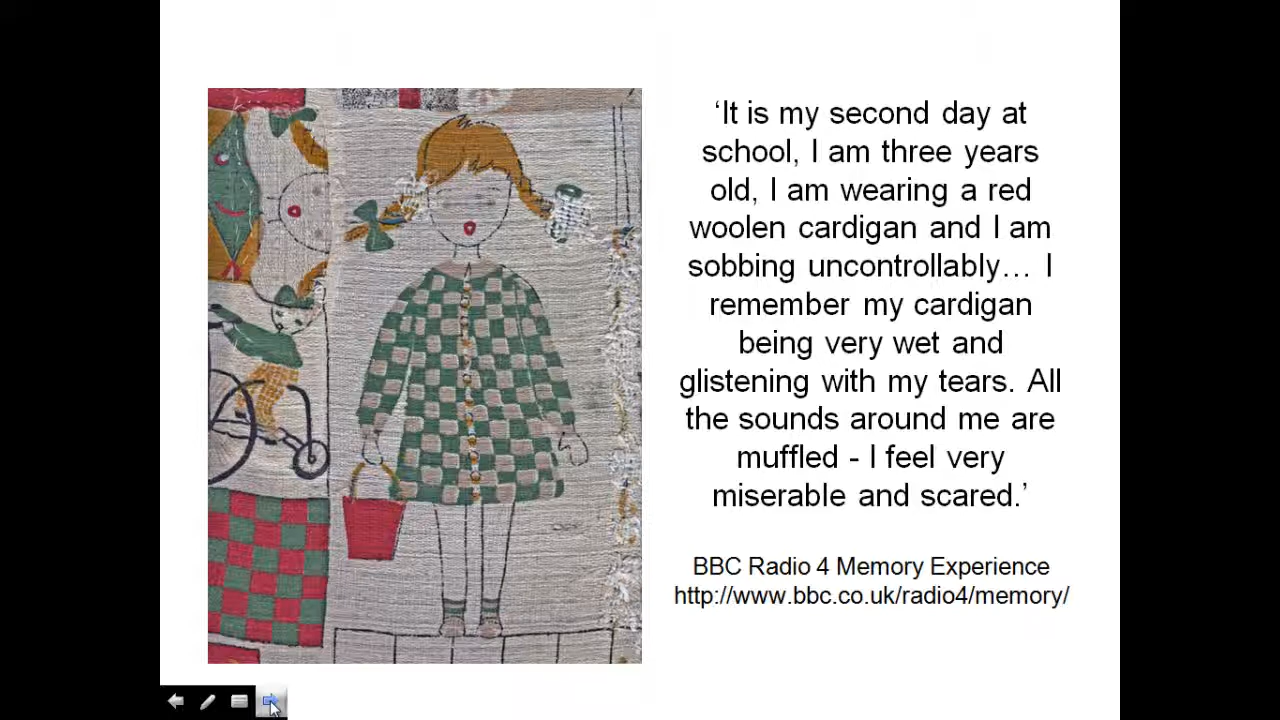 ‘It is my second day at
school, I am three years
old, I am wearing a red
woolen cardigan and I am
sobbing uncontrollably… I
remember my cardigan
being very wet and
glistening with my tears. All
the sounds around me are
muffled - I feel very
miserable and scared.’
BBC Radio 4 Memory Experience
http://www.bbc.co.uk/radio4/memory/